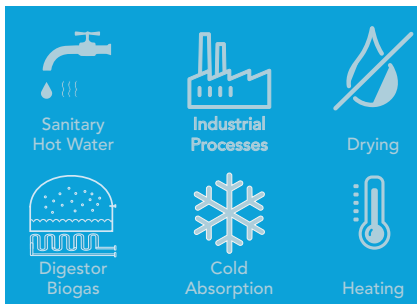 Sanitary
Hot Water
Industrial
Processes
Drying
Digestor
Biogas
Cold
Absorption
Heating